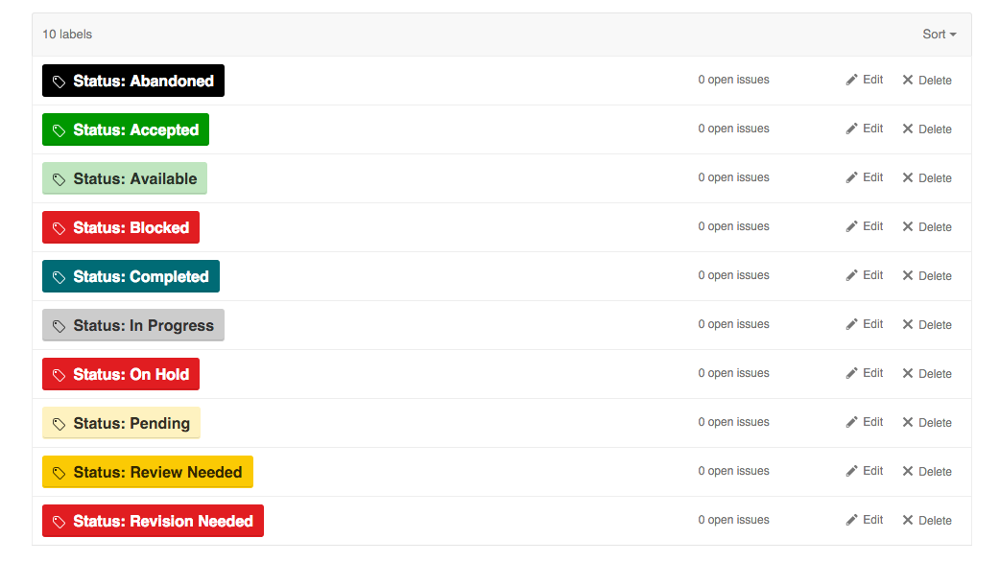 10 labels Sort
Status: Abandoned 0 open issues Edit Delete
Status: Accepted 0 open issues Edit Delete
Status: Available 0 open issues Edit Delete
Status: Blocked 0 open issues Edit Delete
Status: Completed 0 open issues Edit Delete
Status: In Progress 0 open issues Edit Delete
Status: On Hold 0 open issues Edit Delete
Status: Pending 0 open issues Edit Delete
Status: Review Needed 0 open issues Edit Delete
Status: Revision Needed 0 open issues Edit Delete